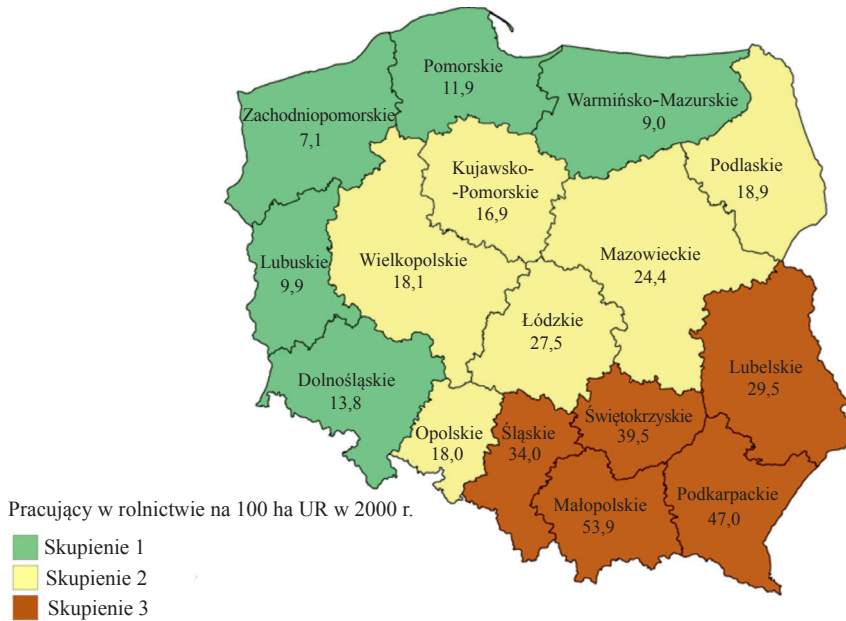 Pomorskie
11,9
Warmińsko-Mazurskie
9,0
Zachodniopomorskie
7,1
Podlaskie
18,9
Kujawsko-
-Pomorskie
16,9
Mazowieckie
24,4
Lubuskie
9,9
Wielkopolskie
18,1
Łódzkie
27,5
Lubelskie
29,5
Dolnośląskie
13,8
Opolskie
18,0
Śląskie
34,0
Świętokrzyskie
39,5
Małopolskie
53,9
Podkarpackie
47,0
Pracujący w rolnictwie na 100 ha UR w 2000 r.
Skupienie 1
Skupienie 2
Skupienie 3